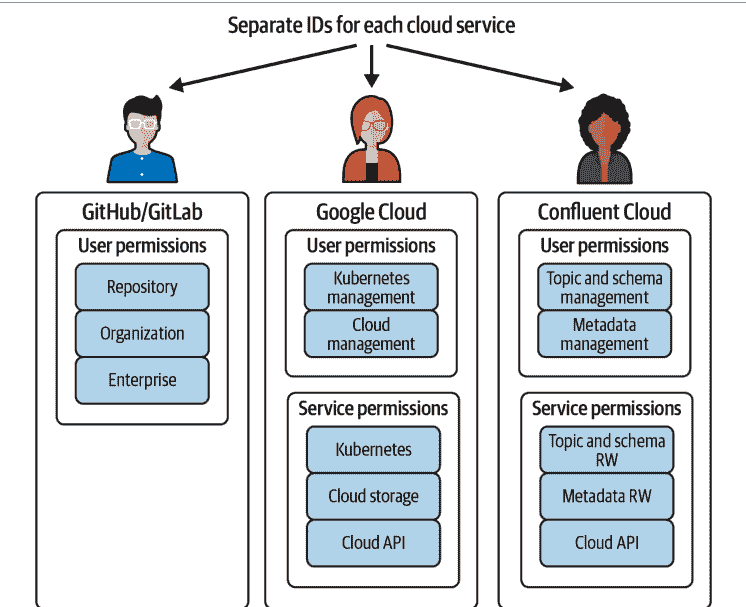 Separate IDs for each cloud service
GitHub/GitLab
User permissions
Repository
Organization
Enterprise
Google Cloud
User permissions
Kubernetes
management
Cloud
management
Service permissions
Kubernetes
Cloud storage
Cloud API
Confluent Cloud
User permissions
Topic and schema
management
Metadata
management
Service permissions
Topic and schema
RW
Metadata RW
Cloud API